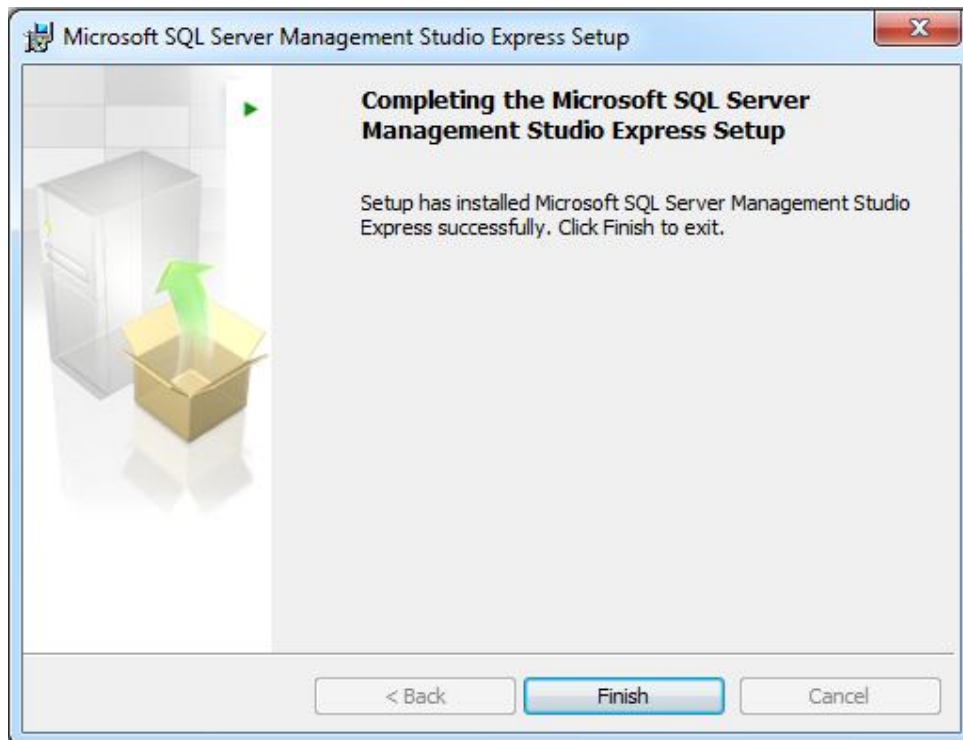 Microsoft SQL Server Management Studio Express Setup
Completing the Microsoft SQL Server
Management Studio Express Setup
Setup has installed Microsoft SQL Server Management Studio
Express successfully. Click Finish to exit.
< Back Finish Cancel